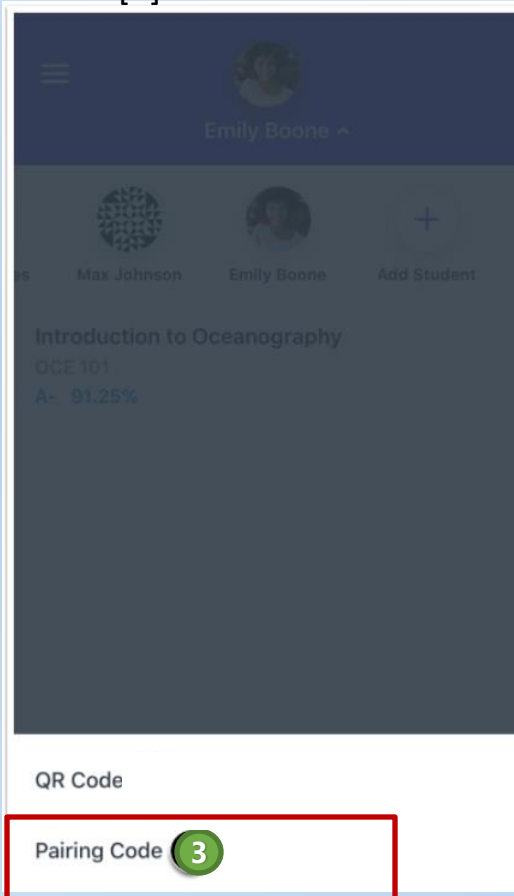 Emily Boone
Max Johnson
Emily Boone
Add Student
Introduction to Oceanography
OCE 101
A- 91.25%
QR Code
Pairing Code 3